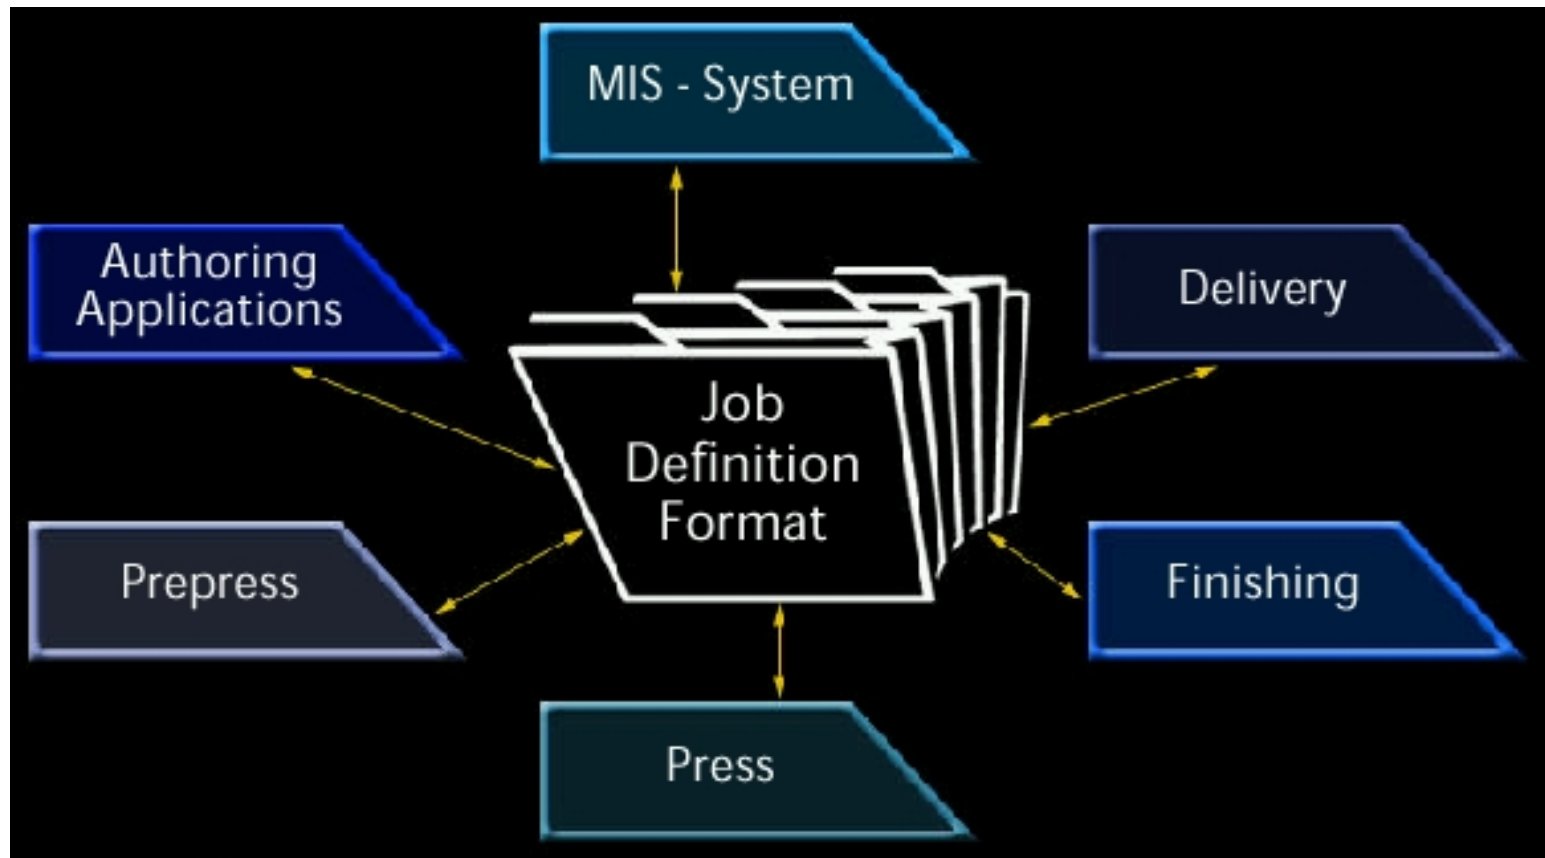 MIS - System
Authoring
Applications
Delivery
Job
Definition
Format
Prepress
Finishing
Press